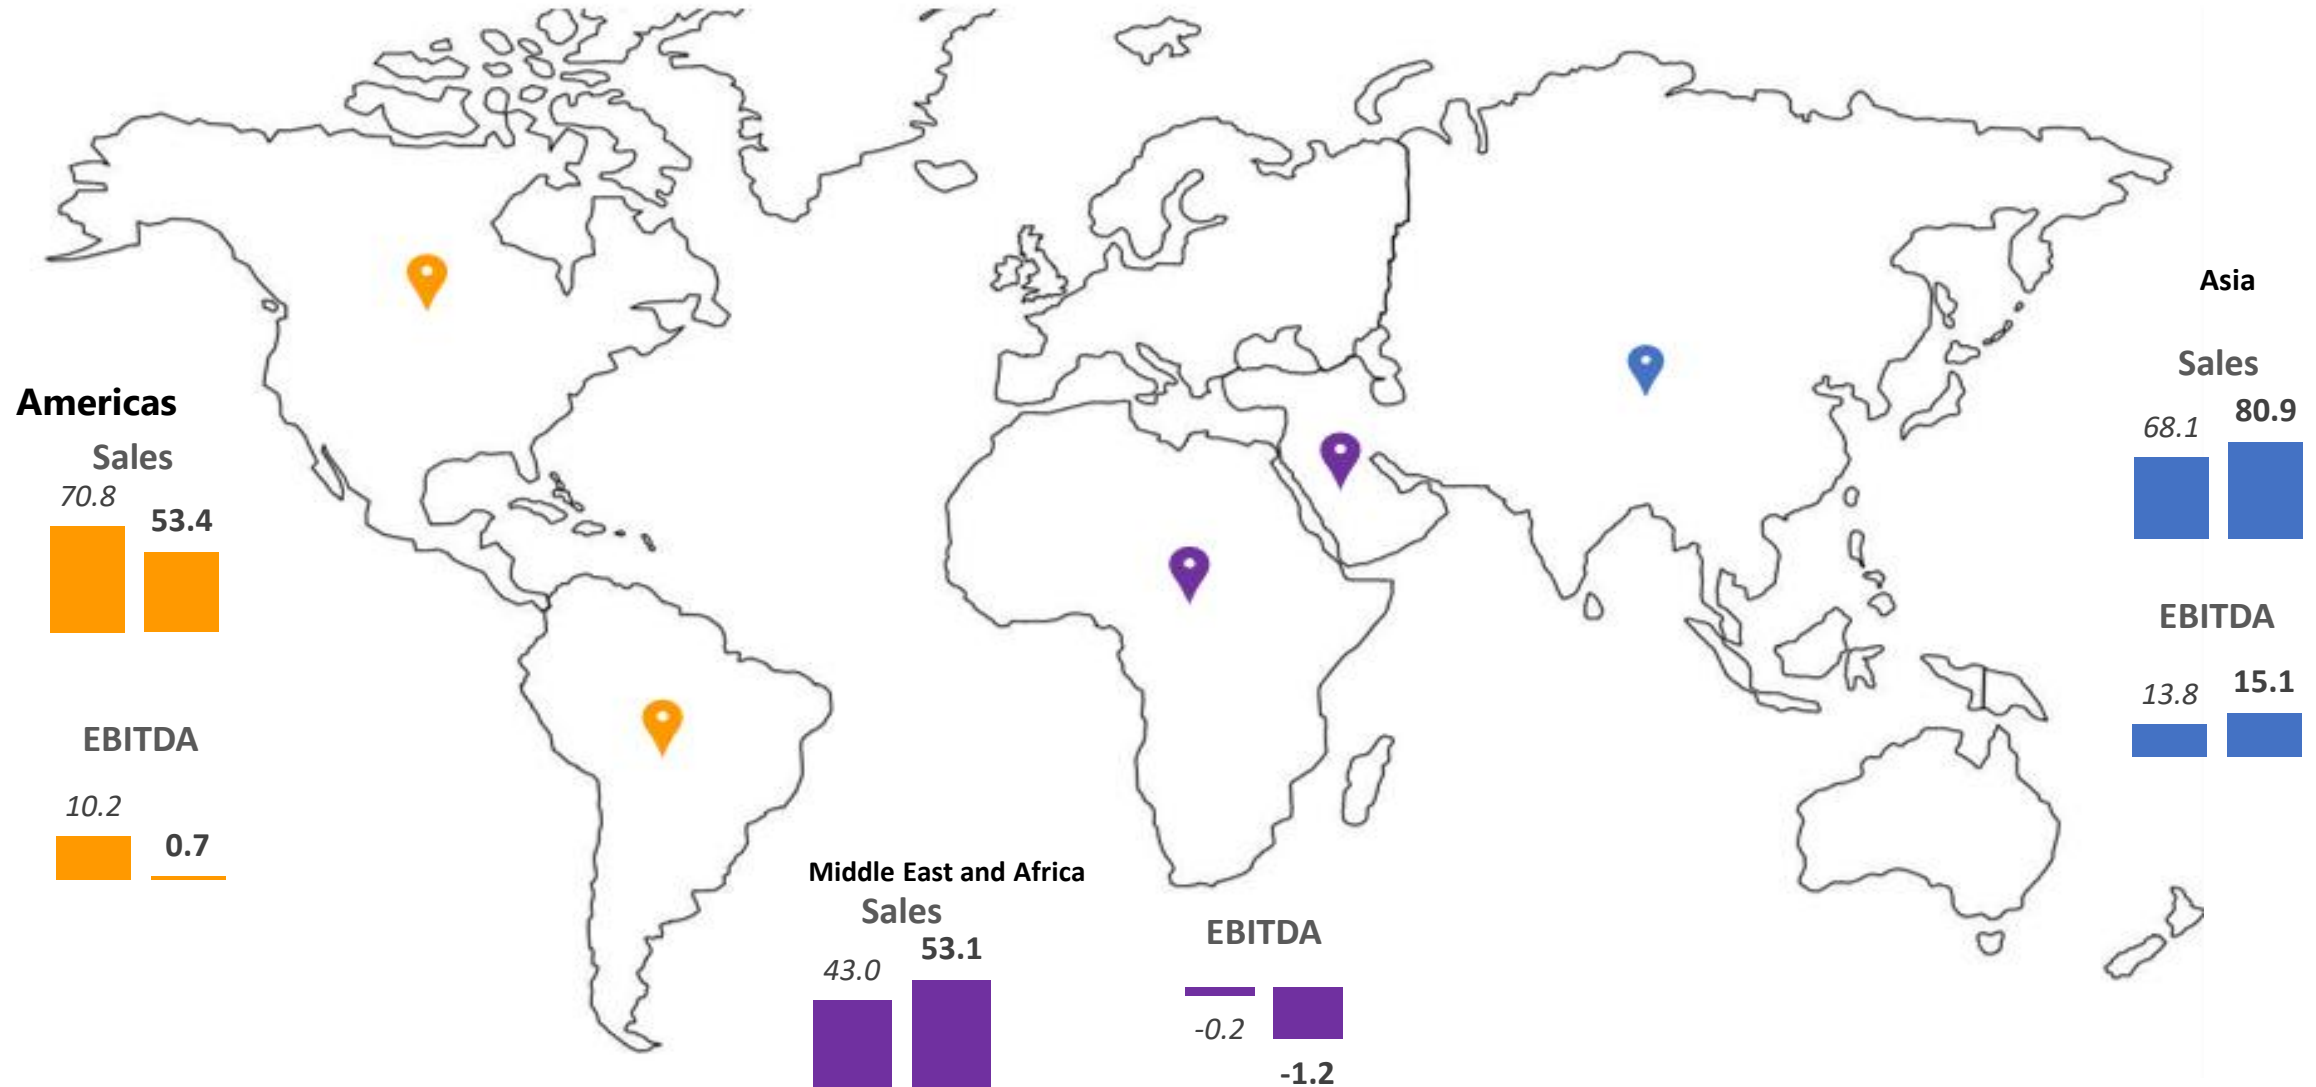 Americas
Sales
70.8 53.4
EBITDA
10.2 0.7
Middle East and Africa
Sales
43.0 53.1
EBITDA
-0.2
-1.2
Asia
Sales
68.1 80.9
EBITDA
13.8 15.1